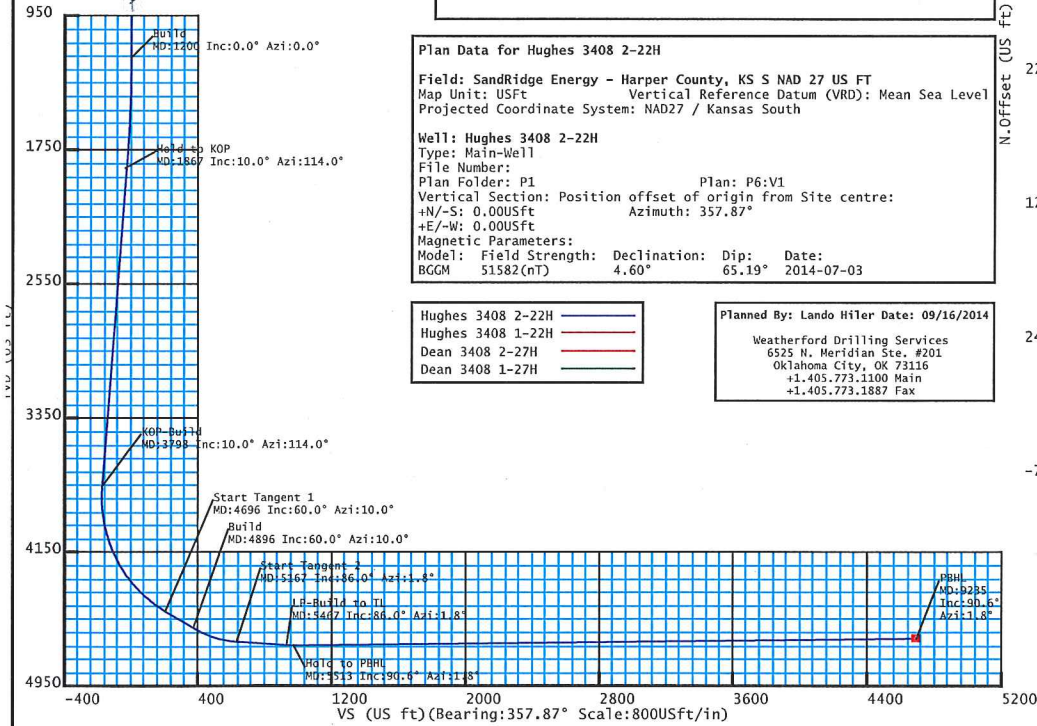 950
Build
MD:1200 Inc:0.0° Azi:0.0°
1750
Hold to KOP
MD:1867 Inc:10.0° Azi:114.0°
2550
3350
KOP-Build
MD:3798 Inc:10.0° Azi:114.0°
Start Tangent 1
MD:4696 Inc:60.0° Azi:10.0°
Build
MD:4896 Inc:60.0° Azi:10.0°
4150
Start Tangent 2
MD:5167 Inc:86.0° Azi:1.8°
LP-Build to TL
MD:5467 Inc:86.0° Azi:1.8°
Hold to PBHL
MD:5513 Inc:90.6° Azi:1.8°
PBHL
MD:9235
Inc:90.6°
Azi:1.8°
4950
-400 400 1200 2000 2800 3600 4400 5200
VS (US ft)(Bearing:357.87° Scale:800USft/in)
Plan Data for Hughes 3408 2-22H
Field: SandRidge Energy - Harper County, KS S NAD 27 US FT
Map Unit: USFt Vertical Reference Datum (VRD): Mean Sea Level
Projected Coordinate System: NAD27 / Kansas South
Well: Hughes 3408 2-22H
Type: Main-Well
File Number:
Plan Folder: P1 Plan: P6:V1
Vertical Section: Position offset of origin from Site centre:
+N/-S: 0.00USft Azimuth: 357.87°
+E/-W: 0.00USft
Magnetic Parameters:
Model: Field Strength: Declination: Dip: Date:
BGGM 51582(nT) 4.60° 65.19° 2014-07-03
Hughes 3408 2-22H
Hughes 3408 1-22H
Dean 3408 2-27H
Dean 3408 1-27H
Planned By: Lando Hiler Date: 09/16/2014
Weatherford Drilling Services
6525 N. Meridian Ste. #201
Oklahoma City, OK 73116
+1.405.773.1100 Main
+1.405.773.1887 Fax
N.Offset (US ft)